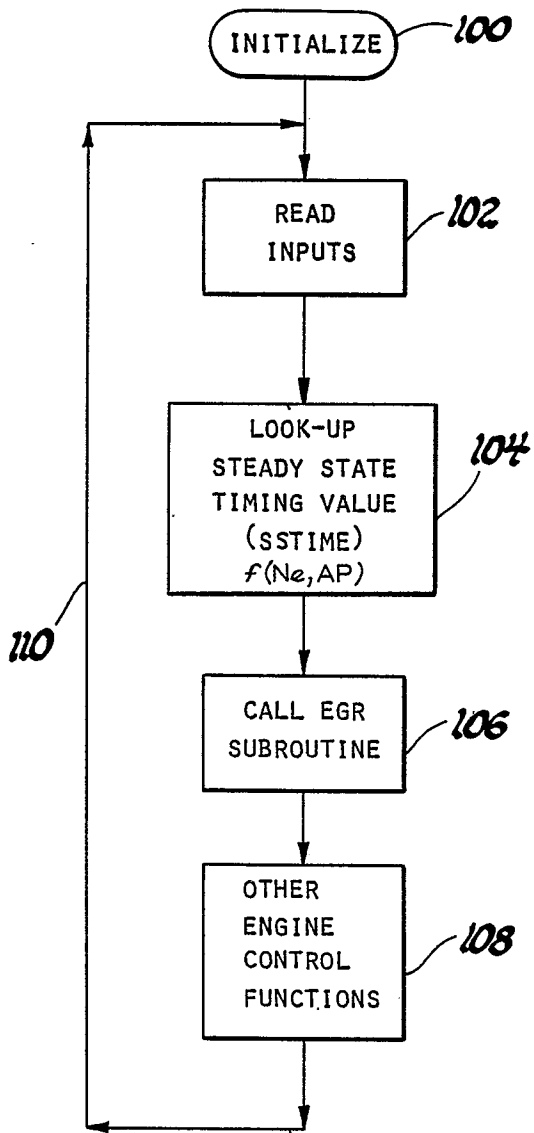 INITIALIZE
100
READ
INPUTS
102
LOOK-UP
STEADY STATE
TIMING VALUE
(SSTIME)
f(Ne,AP)
104
110
CALL EGR
SUBROUTINE
106
OTHER
ENGINE
CONTROL
FUNCTIONS
108